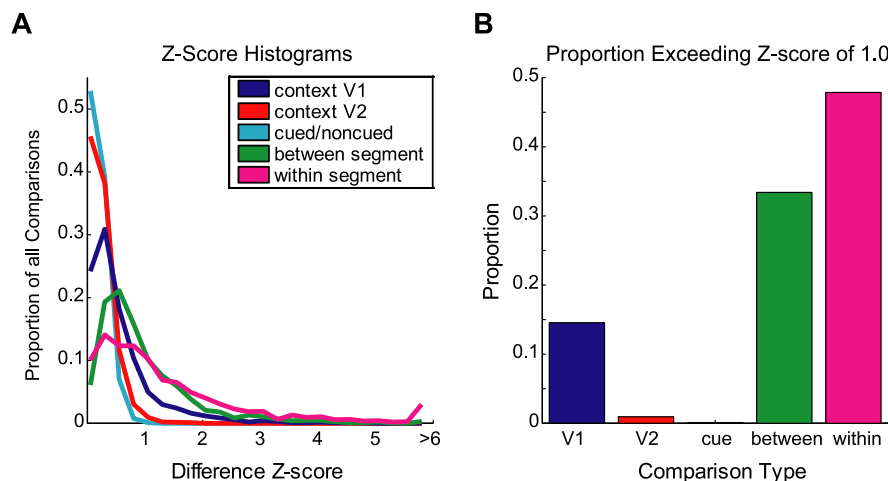 A
Z-Score Histograms
context V1
context V2
cued/noncued
between segment
within segment
Proportion of all Comparisons
0.5
0.4
0.3
0.2
0.1
0
1
2
3
4
5
>6
Difference Z-score
B
Proportion Exceeding Z-score of 1.0
Proportion
0.5
0.4
0.3
0.2
0.1
0
V1
V2
cue
between
within
Comparison Type